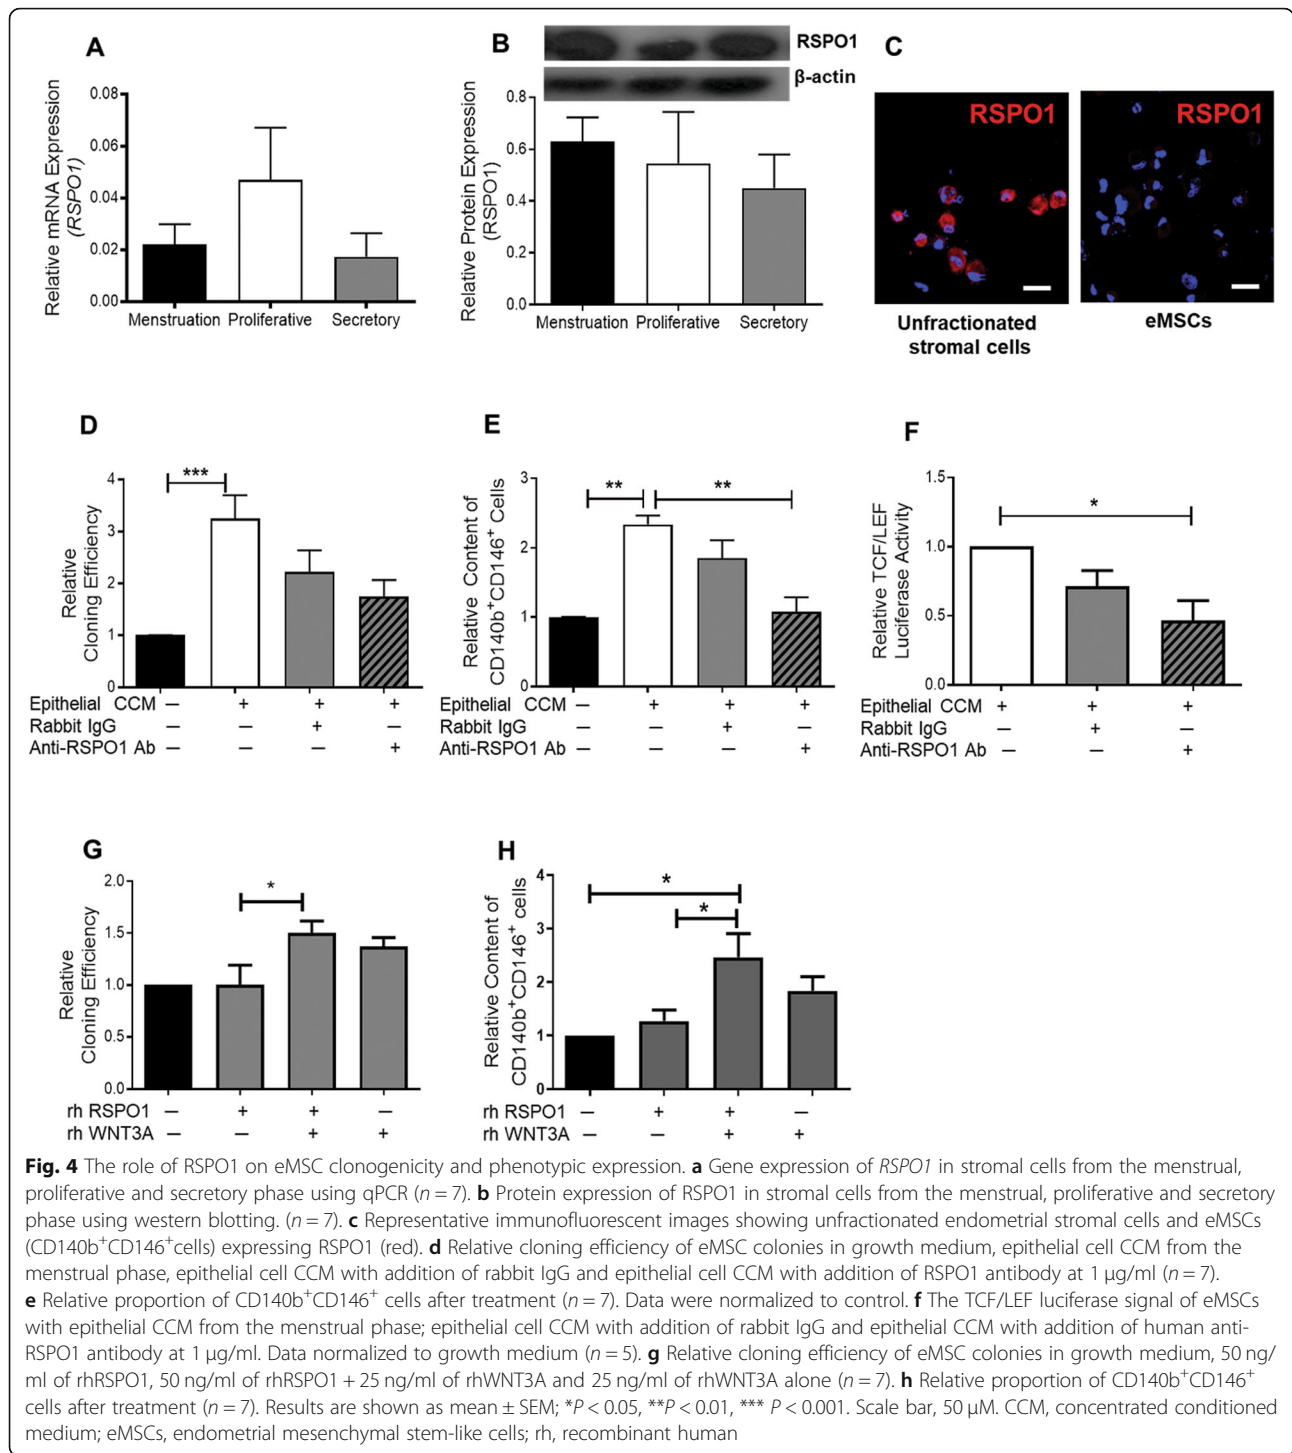 A
Relative mRNA Expression
(RSPO1)
0.08
0.06
0.04
0.02
0.00
Menstruation Proliferative Secretory
B
RSPO1
β-actin
Relative Protein Expression
(RSPO1)
0.8
0.6
0.4
0.2
0.0
Menstruation Proliferative Secretory
C
RSPO1
RSPO1
Unfractionated
stromal cells
eMSCs
D
Relative
Cloning Efficiency
4
3
2
1
0
***
Epithelial CCM — + + +
Rabbit IgG — — + —
Anti-RSPO1 Ab — — — +
E
Relative Content of
CD140b⁺CD146⁺ Cells
3
2
1
0
** **
Epithelial CCM — + + +
Rabbit IgG — — + —
Anti-RSPO1 Ab — — — +
F
Relative TCF/LEF
Luciferase Activity
1.5
1.0
0.5
0.0
*
Epithelial CCM + + +
Rabbit IgG — + —
Anti-RSPO1 Ab — — +
G
Relative
Cloning Efficiency
2.0
1.5
1.0
0.5
0.0
*
rh RSPO1 — + + —
rh WNT3A — — + +
H
Relative Content of
CD140b⁺CD146⁺ cells
4
3
2
1
0
*
*
rh RSPO1 — + + —
rh WNT3A — — + +
Fig. 4 The role of RSPO1 on eMSC clonogenicity and phenotypic expression. a Gene expression of RSPO1 in stromal cells from the menstrual,
proliferative and secretory phase using qPCR (n = 7). b Protein expression of RSPO1 in stromal cells from the menstrual, proliferative and secretory
phase using western blotting. (n = 7). c Representative immunofluorescent images showing unfractionated endometrial stromal cells and eMSCs
(CD140b⁺CD146⁺cells) expressing RSPO1 (red). d Relative cloning efficiency of eMSC colonies in growth medium, epithelial cell CCM from the
menstrual phase, epithelial cell CCM with addition of rabbit IgG and epithelial cell CCM with addition of RSPO1 antibody at 1 μg/ml (n = 7).
e Relative proportion of CD140b⁺CD146⁺ cells after treatment (n = 7). Data were normalized to control. f The TCF/LEF luciferase signal of eMSCs
with epithelial CCM from the menstrual phase; epithelial cell CCM with addition of rabbit IgG and epithelial CCM with addition of human anti-
RSPO1 antibody at 1 μg/ml. Data normalized to growth medium (n = 5). g Relative cloning efficiency of eMSC colonies in growth medium, 50 ng/
ml of rhRSPO1, 50 ng/ml of rhRSPO1 + 25 ng/ml of rhWNT3A and 25 ng/ml of rhWNT3A alone (n = 7). h Relative proportion of CD140b⁺CD146⁺
cells after treatment (n = 7). Results are shown as mean ± SEM; *P < 0.05, **P < 0.01, *** P < 0.001. Scale bar, 50 μM. CCM, concentrated conditioned
medium; eMSCs, endometrial mesenchymal stem-like cells; rh, recombinant human